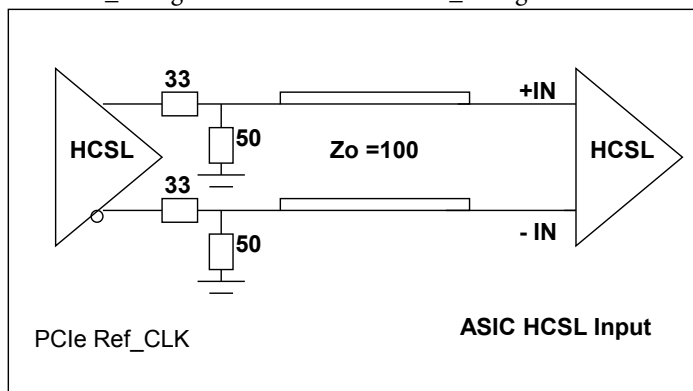 33
+IN
HCSL
50
Zo =100
HCSL
33
- IN
50
PCIe Ref_CLK
ASIC HCSL Input